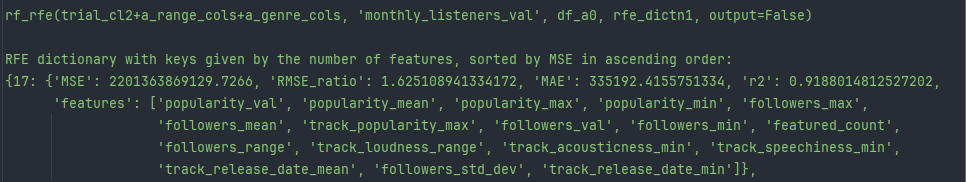 rf_rfe(trial_cl2+a_range_cols+a_genre_cols, 'monthly_listeners_val', df_a0, rfe_dictn1, output=False)
RFE dictionary with keys given by the number of features, sorted by MSE in ascending order:
{17: {'MSE': 2201363869129.7266, 'RMSE_ratio': 1.625108941334172, 'MAE': 335192.4155751334, 'r2': 0.9188014812527202,
'features': ['popularity_val', 'popularity_mean', 'popularity_max', 'popularity_min', 'followers_max',
'followers_mean', 'track_popularity_max', 'followers_val', 'followers_min', 'featured_count',
'followers_range', 'track_loudness_range', 'track_acousticness_min', 'track_speechiness_min',
'track_release_date_mean', 'followers_std_dev', 'track_release_date_min']},